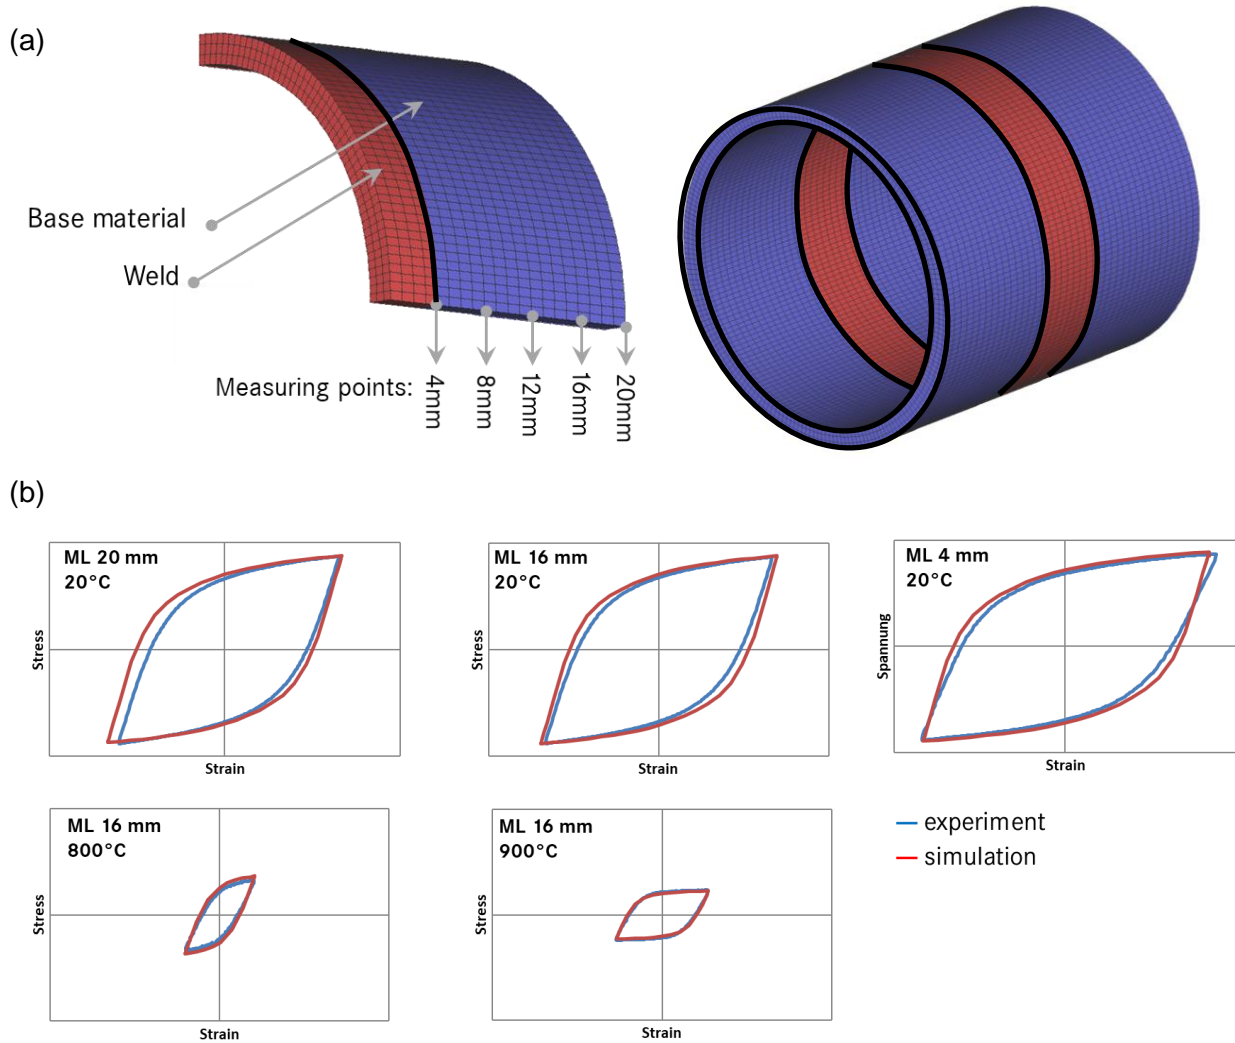 (a)
Base material
Weld
Measuring points:
4mm
8mm
12mm
16mm
20mm
(b)
ML 20 mm
20°C
Stress
Strain
ML 16 mm
20°C
Stress
Strain
ML 4 mm
20°C
Spannung
Strain
ML 16 mm
800°C
Stress
Strain
ML 16 mm
900°C
Stress
Strain
experiment
simulation